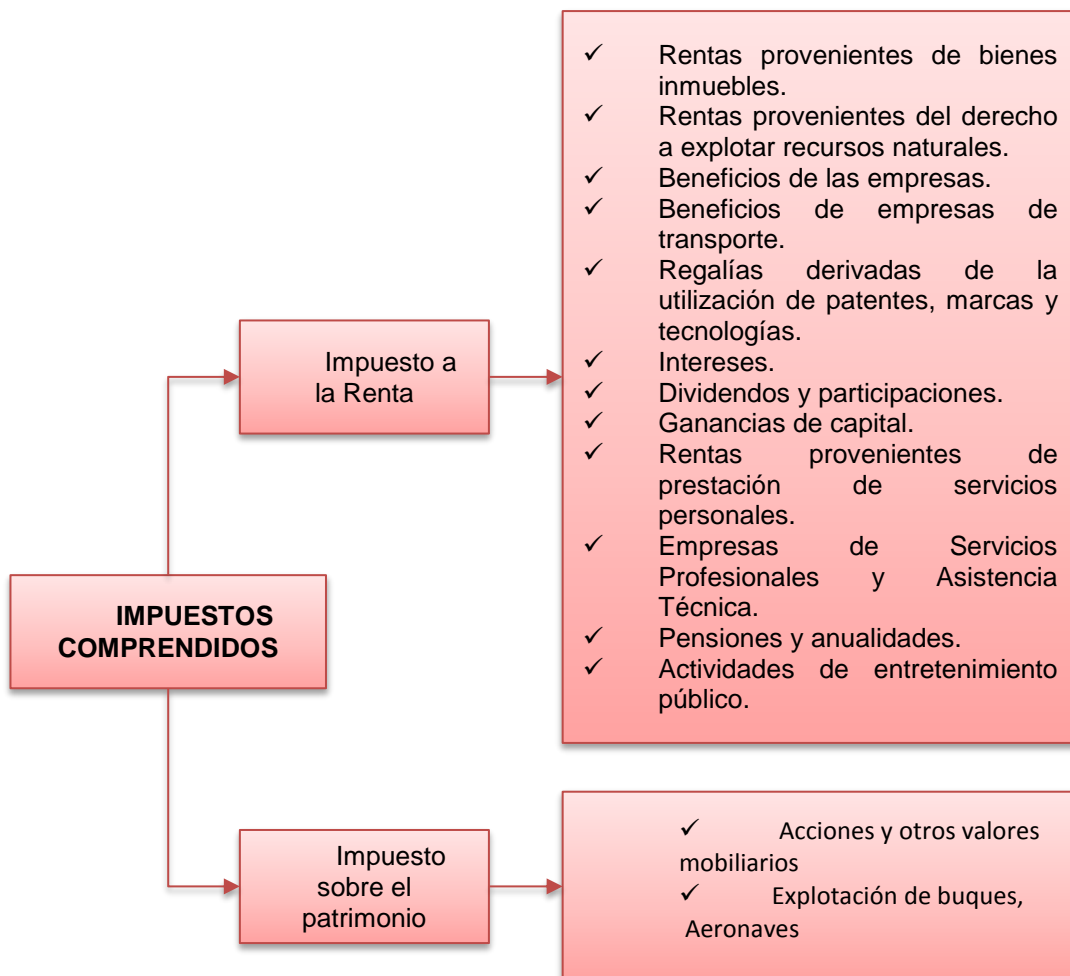 IMPUESTOS
COMPRENDIDOS
Impuesto a
la Renta
✓ Rentas provenientes de bienes
inmuebles.
✓ Rentas provenientes del derecho
a explotar recursos naturales.
✓ Beneficios de las empresas.
✓ Beneficios de empresas de
transporte.
✓ Regalías derivadas de la
utilización de patentes, marcas y
tecnologías.
✓ Intereses.
✓ Dividendos y participaciones.
✓ Ganancias de capital.
✓ Rentas provenientes de
prestación de servicios
personales.
✓ Empresas de Servicios
Profesionales y Asistencia
Técnica.
✓ Pensiones y anualidades.
✓ Actividades de entretenimiento
público.
Impuesto
sobre el
patrimonio
✓ Acciones y otros valores
mobiliarios
✓ Explotación de buques,
Aeronaves